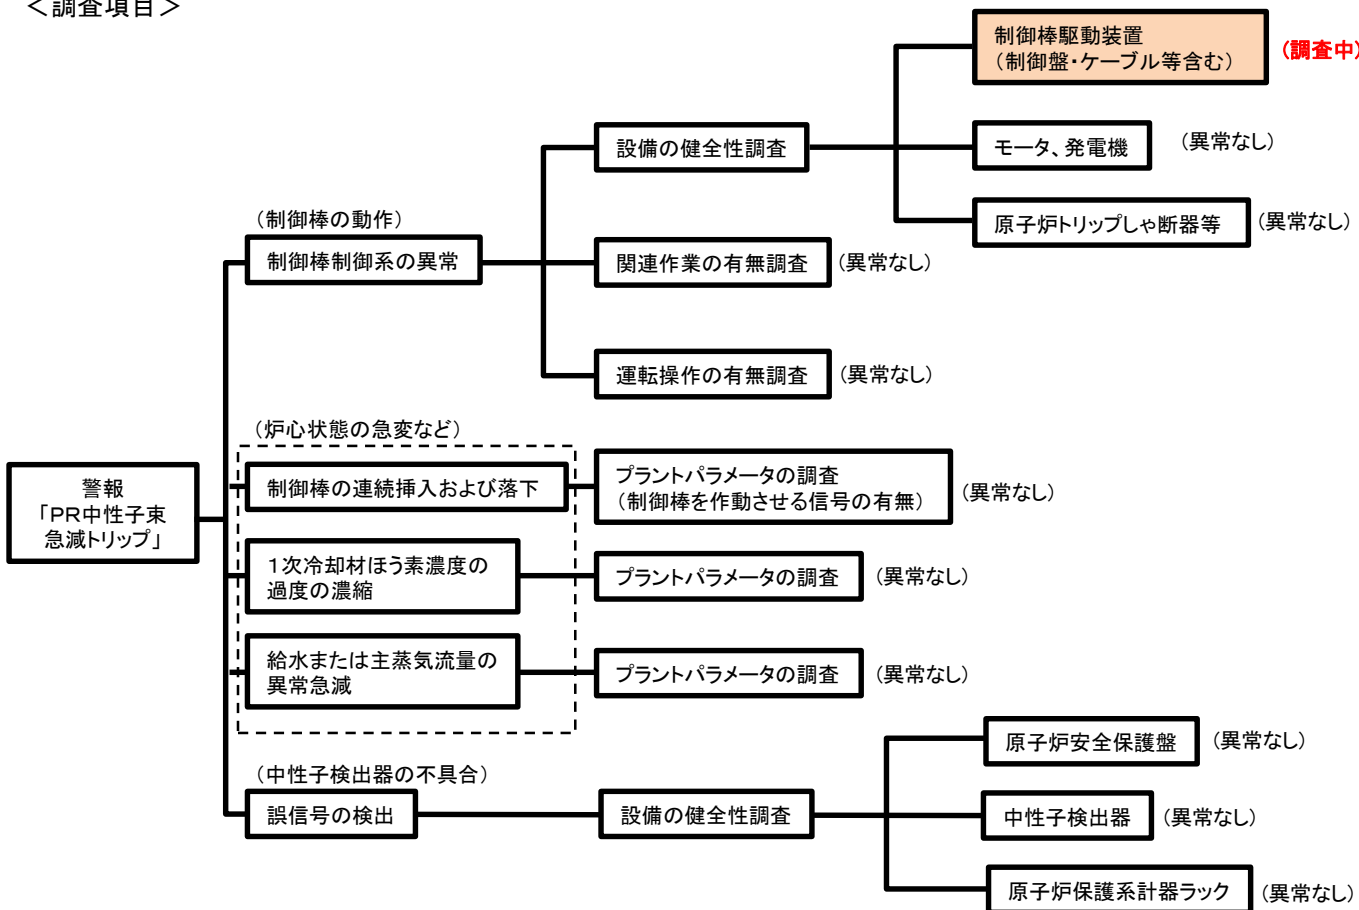 ＜調査項目＞
制御棒駆動装置
（制御盤・ケーブル等含む）
（調査中）
設備の健全性調査
モータ、発電機
（異常なし）
原子炉トリップしゃ断器等
（異常なし）
（制御棒の動作）
制御棒制御系の異常
関連作業の有無調査
（異常なし）
運転操作の有無調査
（異常なし）
（炉心状態の急変など）
警報
「PR中性子束
急減トリップ」
制御棒の連続挿入および落下
プラントパラメータの調査
（制御棒を作動させる信号の有無）
（異常なし）
１次冷却材ほう素濃度の
過度の濃縮
プラントパラメータの調査
（異常なし）
給水または主蒸気流量の
異常急減
プラントパラメータの調査
（異常なし）
（中性子検出器の不具合）
誤信号の検出
設備の健全性調査
原子炉安全保護盤
（異常なし）
中性子検出器
（異常なし）
原子炉保護系計器ラック
（異常なし）